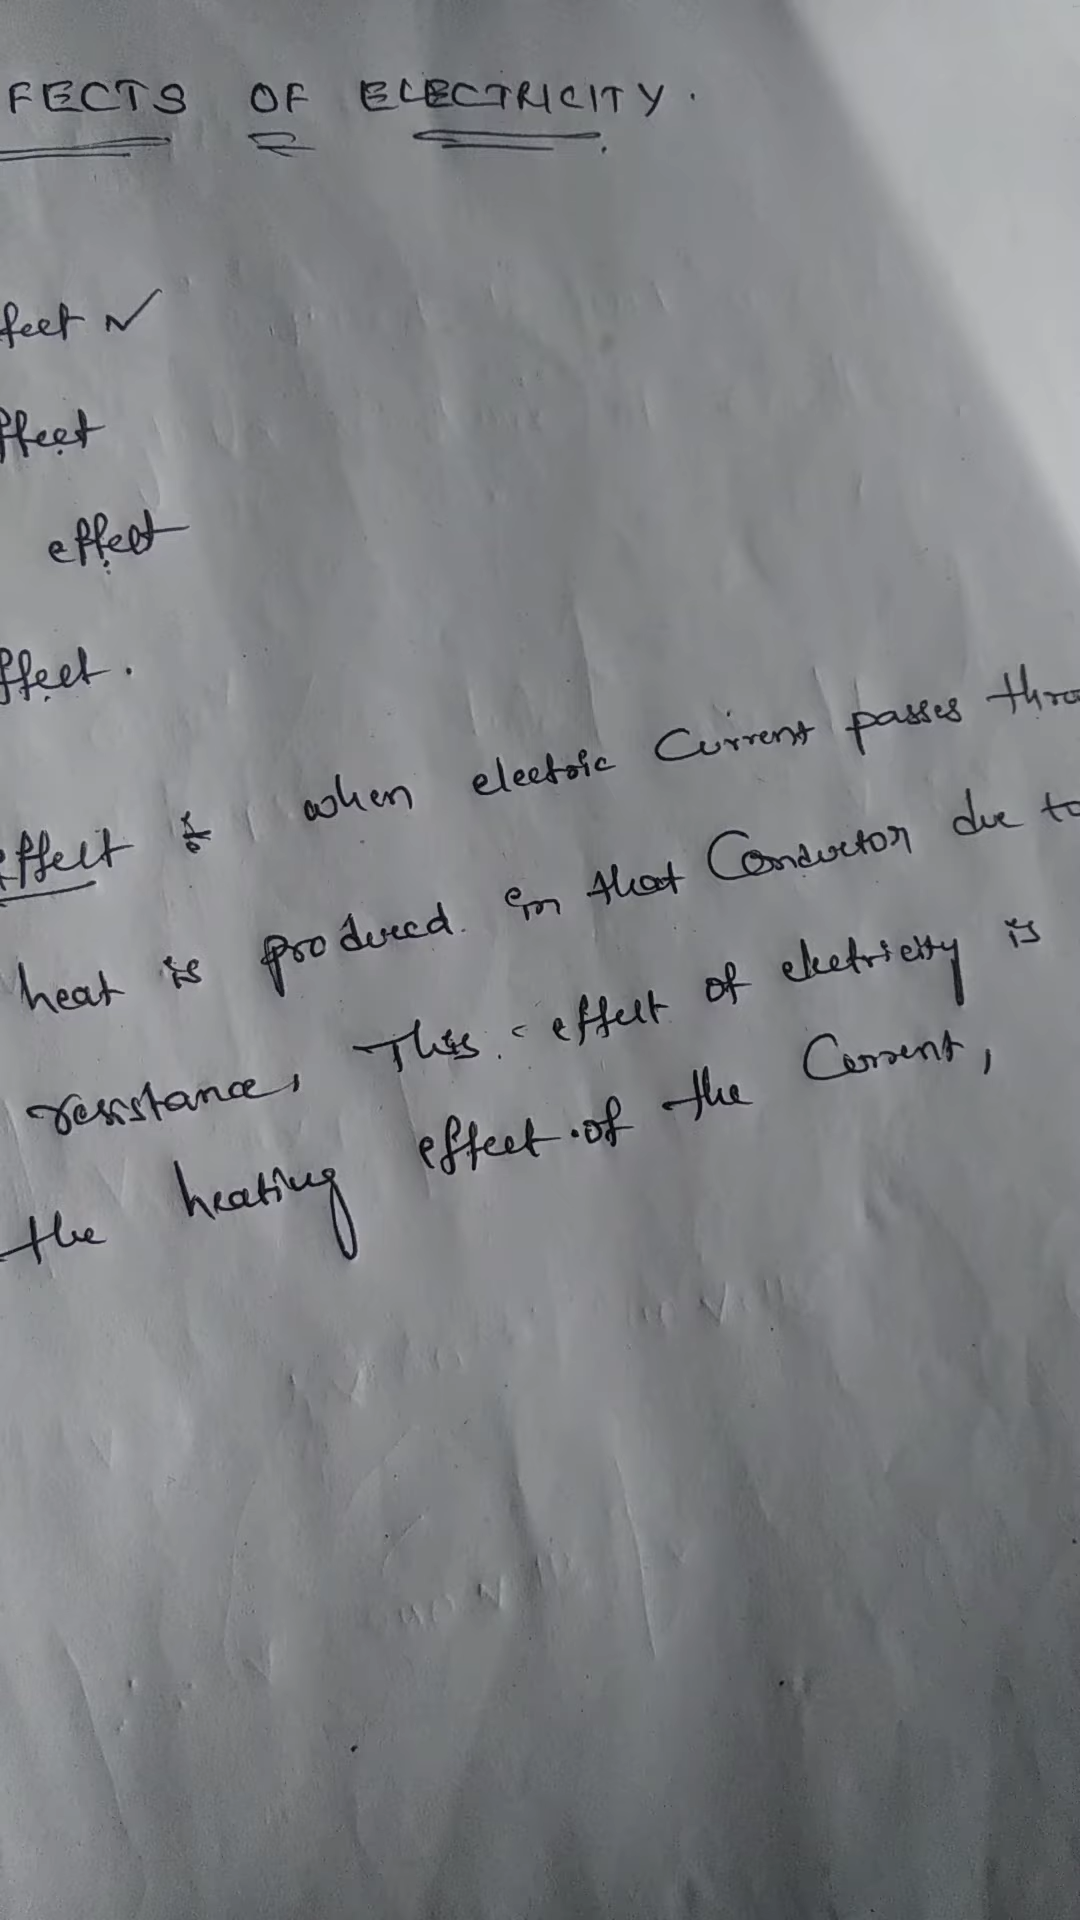 FECTS OF ELECTRICITY.
fect ✓
ffect
effect
ffect.
effect : when electric Current passes thro
heat is produced. in that Conductor due to
resistance, This effect of electricity is
the heating effect of the Current,